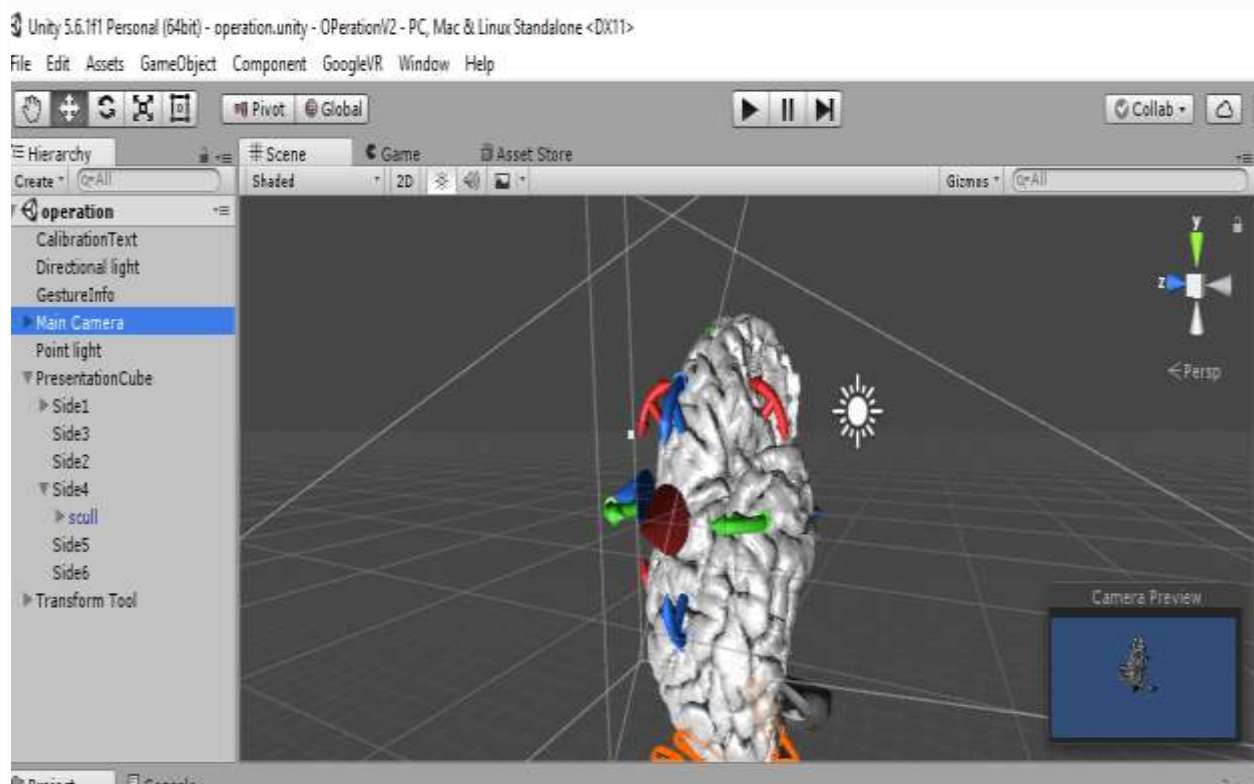 Unity 5.6.1f1 Personal (64bit) - operation.unity - OPerationV2 - PC, Mac & Linux Standalone <DX11>
File Edit Assets GameObject Component GoogleVR Window Help
Pivot Global Collab
Hierarchy Scene Game Asset Store
Create All Shaded 2D Gizmos All
operation
CalibrationText
Directional light
GestureInfo
Main Camera
Point light
PresentationCube
Side1
Side3
Side2
Side4
scull
Side5
Side6
Transform Tool
y
z
Persp
Camera Preview
Project Console